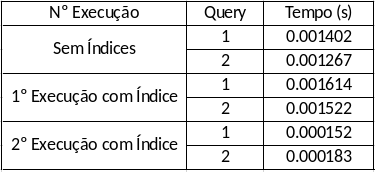 N° Execução Query Tempo (s)
Sem Índices 1 0.001402
2 0.001267
1° Execução com Índice 1 0.001614
2 0.001522
2° Execução com Índice 1 0.000152
2 0.000183